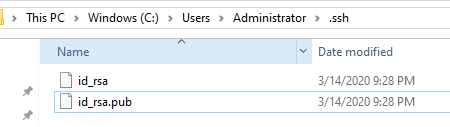 This PC > Windows (C:) > Users > Administrator > .ssh
Name Date modified
id_rsa 3/14/2020 9:28 PM
id_rsa.pub 3/14/2020 9:28 PM